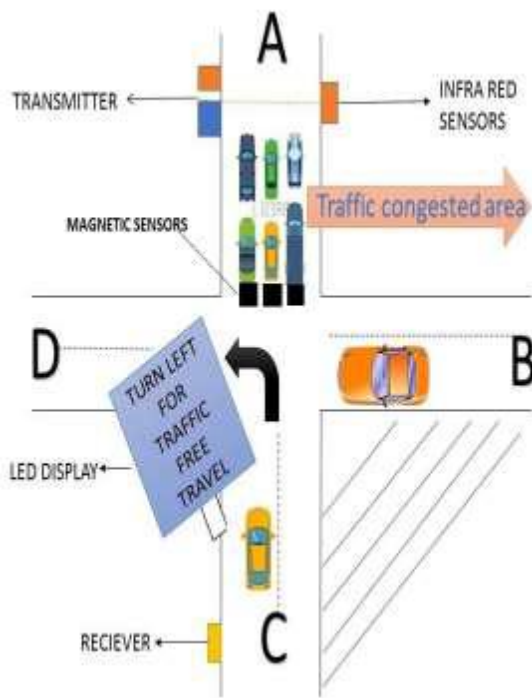 A
TRANSMITTER
INFRA RED
SENSORS
Traffic congested area
MAGNETIC SENSORS
D
B
TURN LEFT
FOR
TRAFFIC
FREE
TRAVEL
LED DISPLAY
C
RECIEVER